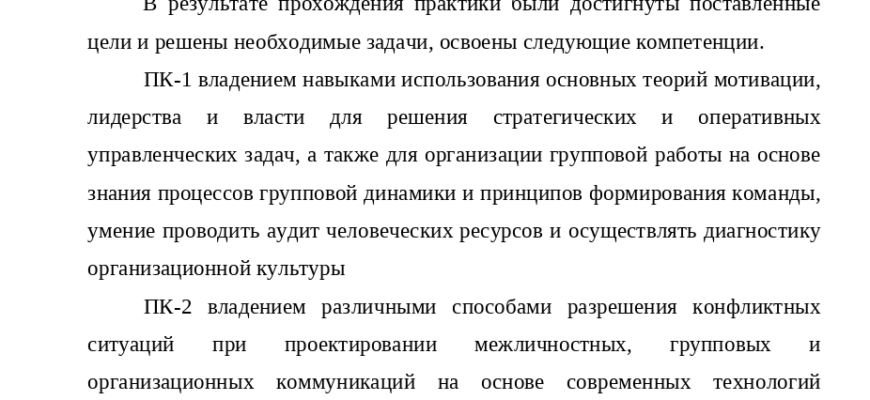 В результате прохождения практики были достигнуты поставленные
цели и решены необходимые задачи, освоены следующие компетенции.
ПК-1 владением навыками использования основных теорий мотивации,
лидерства и власти для решения стратегических и оперативных
управленческих задач, а также для организации групповой работы на основе
знания процессов групповой динамики и принципов формирования команды,
умение проводить аудит человеческих ресурсов и осуществлять диагностику
организационной культуры
ПК-2 владением различными способами разрешения конфликтных
ситуаций при проектировании межличностных, групповых и
организационных коммуникаций на основе современных технологий